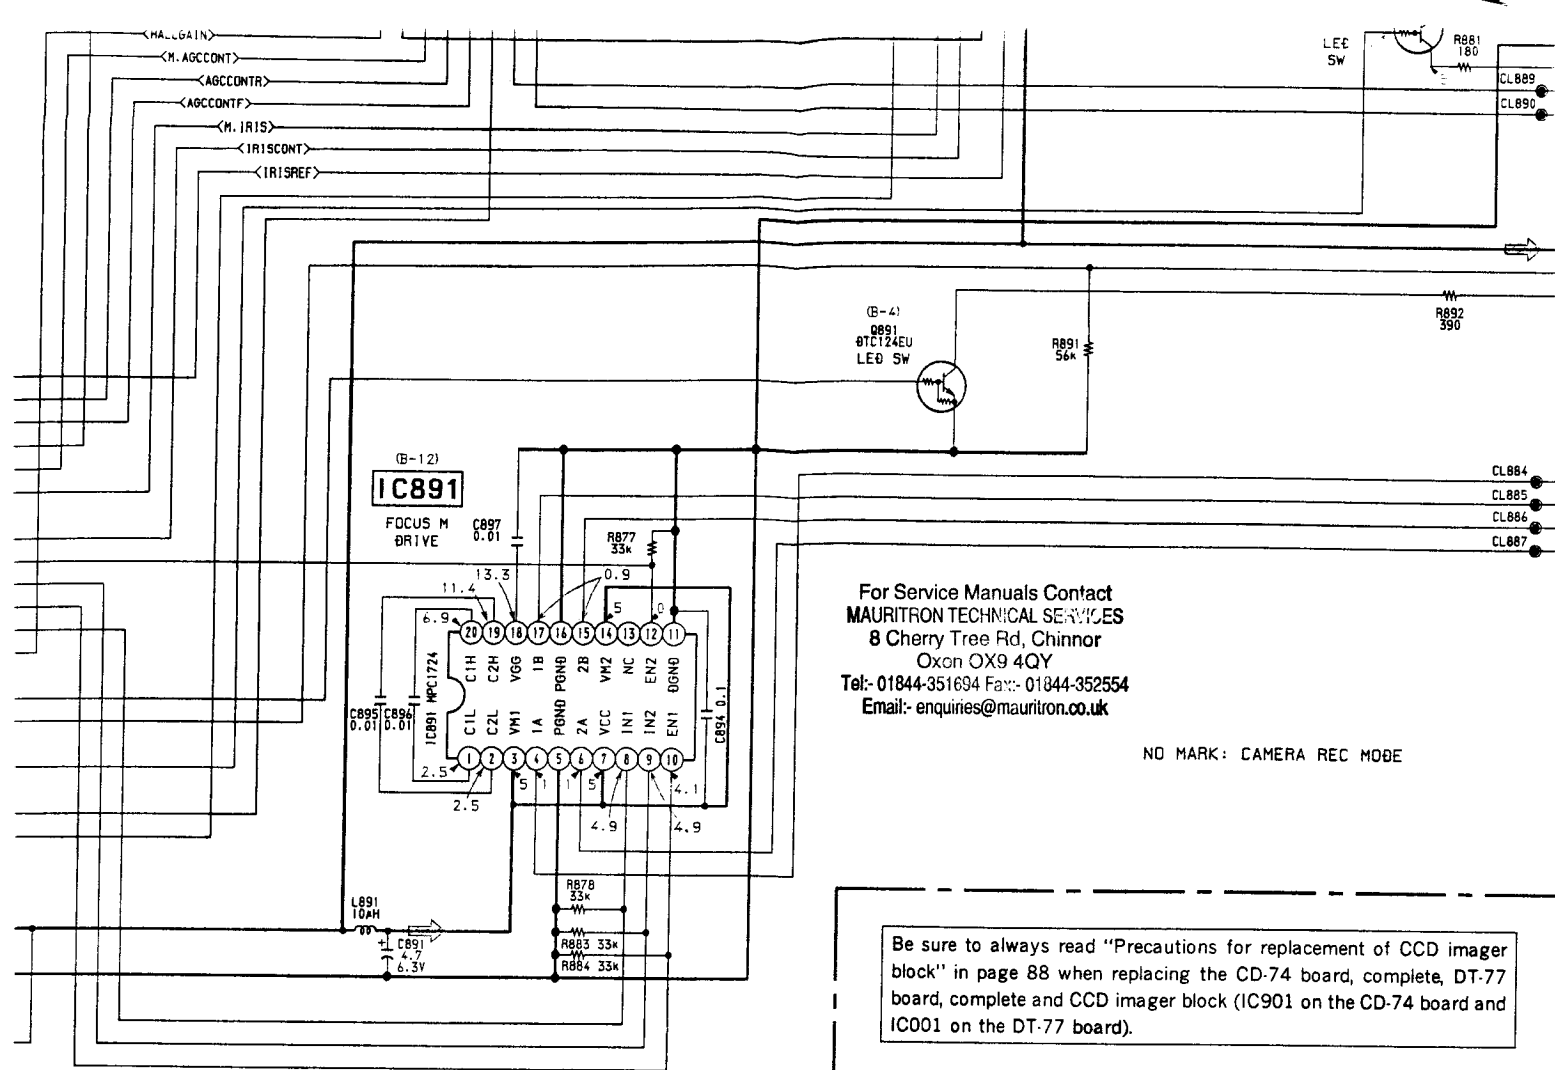 <HALLGAIN>
<M.AGCCONT>
<AGCCONTR>
<AGCCONTF>
<M.IRIS>
<IRISCONT>
<IRISREF>
LED
SW
R881
180
CL889
CL890
(B-4)
Q891
DTC124EU
LED SW
R891
56k
R892
390
(B-12)
IC891
FOCUS M
DRIVE
C897
0.01
R877
33k
CL884
CL885
CL886
CL887
13.3
0.9
11.4
6.9
5
0
20 19 18 17 16 15 14 13 12 11
C1H C2H VGG 1B PGND 2B VM2 NC EN2 DGND
IC891 MPC1724
C895
0.01
C896
0.01
C894 0.1
C1L C2L VM1 1A PGND 2A VCC IN1 IN2 EN1
1 2 3 4 5 6 7 8 9 10
2.5
5
1
1
5
4.1
2.5
4.9
4.9
For Service Manuals Contact
MAURITRON TECHNICAL SERVICES
8 Cherry Tree Rd, Chinnor
Oxon OX9 4QY
Tel:- 01844-351694 Fax:- 01844-352554
Email:- enquiries@mauritron.co.uk
NO MARK: CAMERA REC MODE
R878
33k
R883 33k
R884 33k
L891
10µH
+
C891
4.7
6.3V
Be sure to always read "Precautions for replacement of CCD imager
block" in page 88 when replacing the CD-74 board, complete, DT-77
board, complete and CCD imager block (IC901 on the CD-74 board and
IC001 on the DT-77 board).